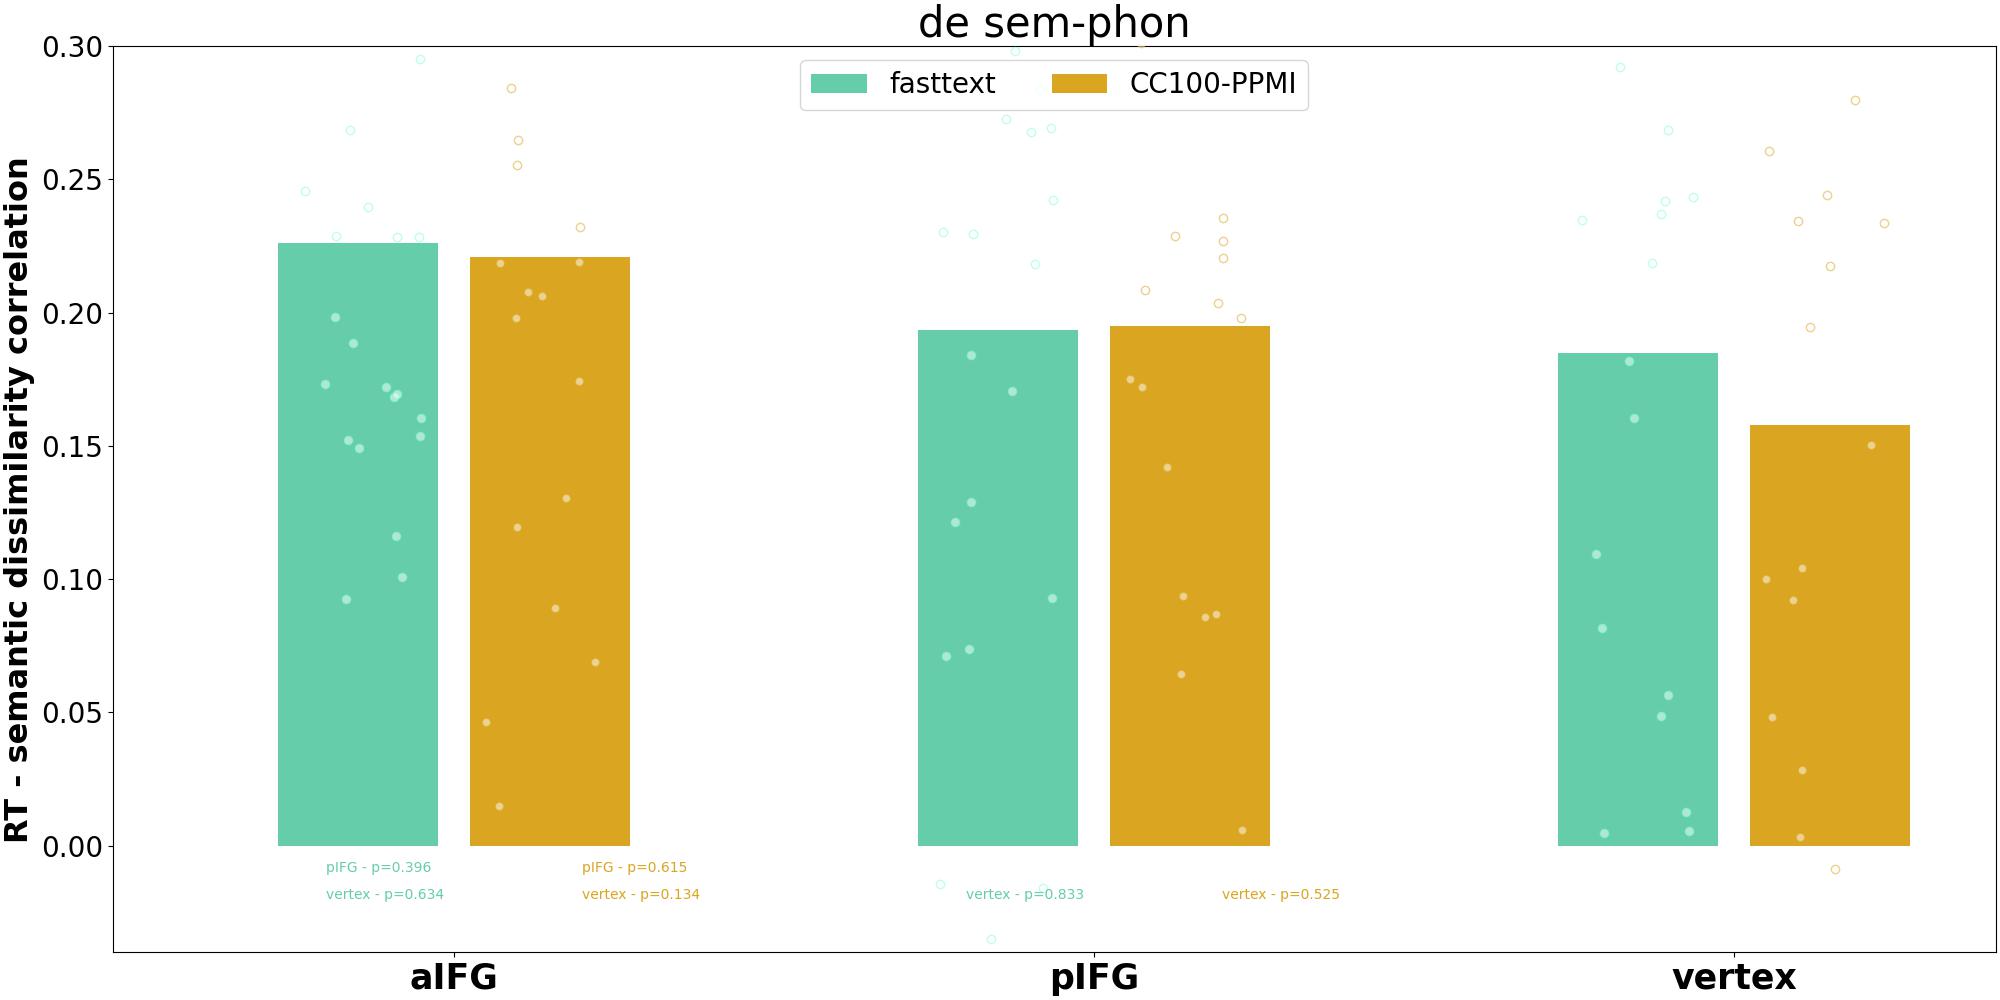 de sem-phon
fasttext
CC100-PPMI
RT - semantic dissimilarity correlation
0.30
0.25
0.20
0.15
0.10
0.05
0.00
pIFG - p=0.396
vertex - p=0.634
pIFG - p=0.615
vertex - p=0.134
vertex - p=0.833
vertex - p=0.525
aIFG
pIFG
vertex